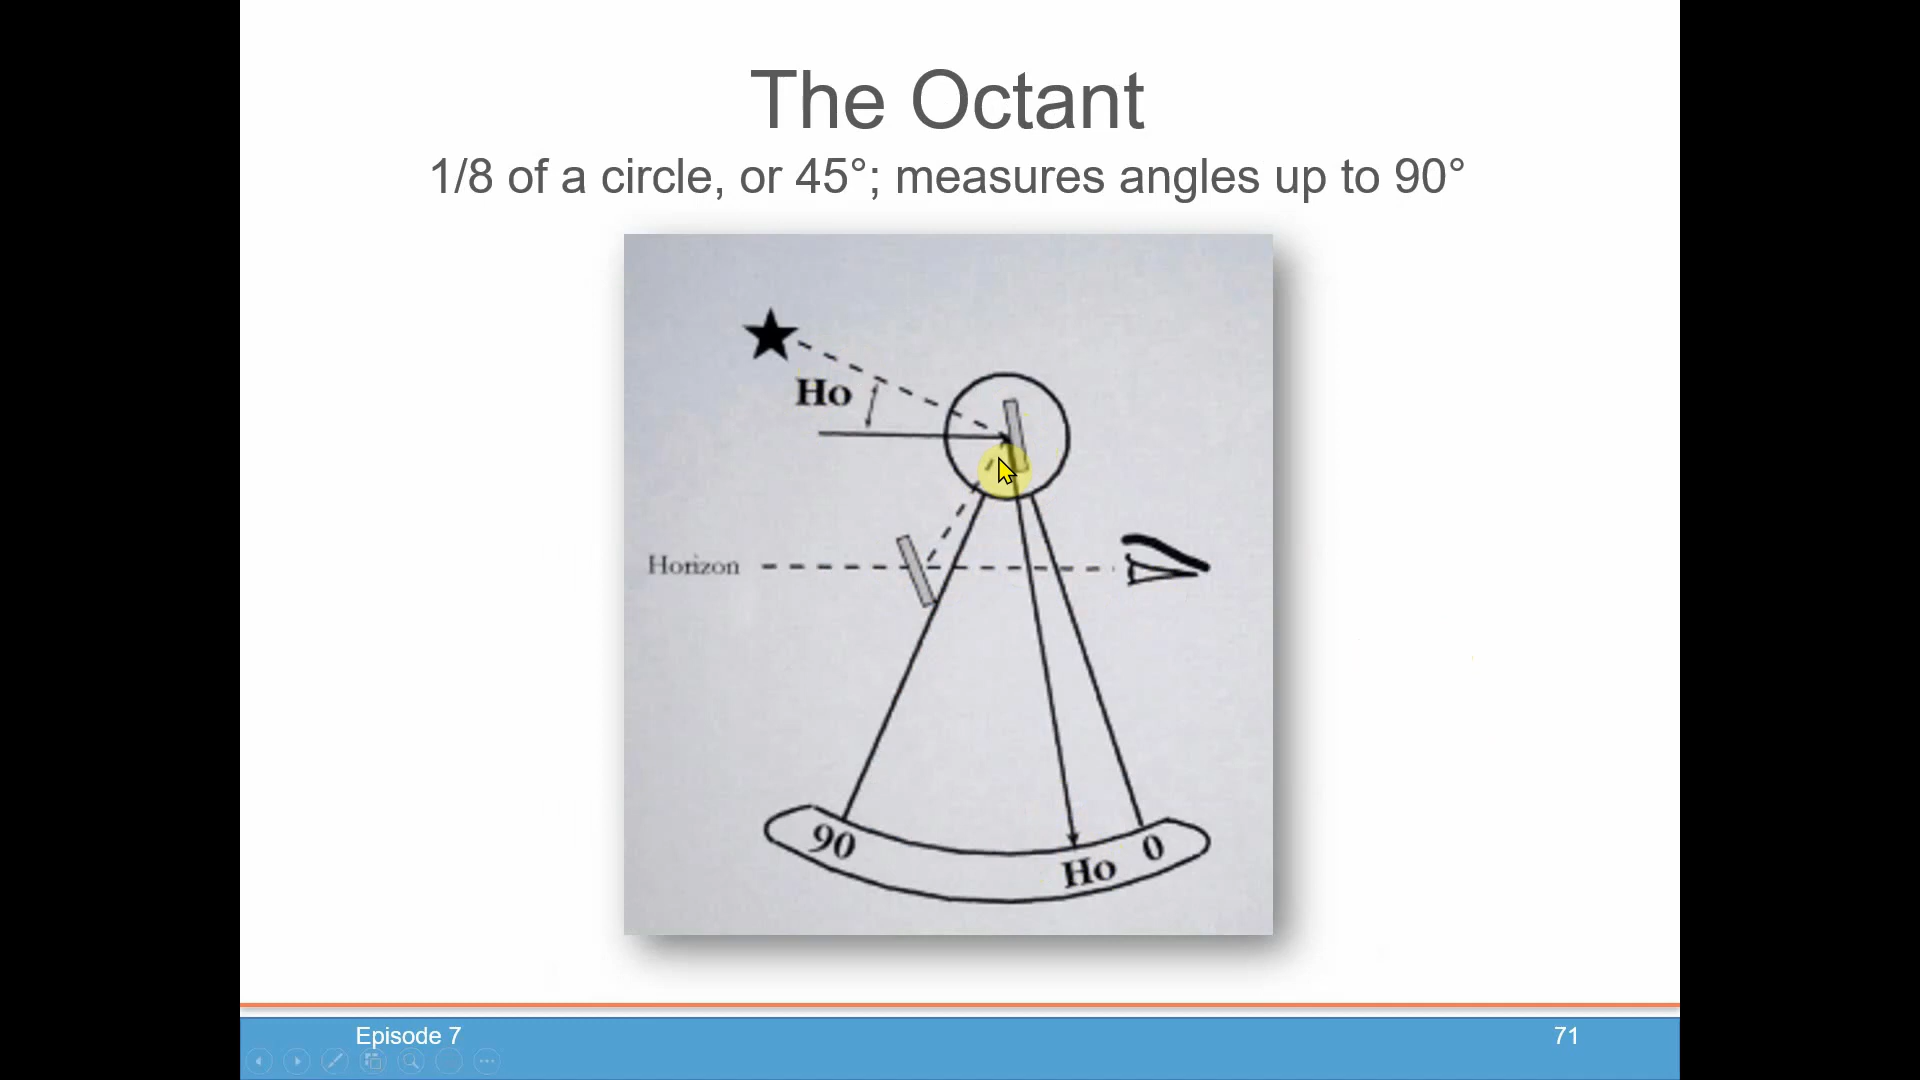 The Octant
1/8 of a circle, or 45°; measures angles up to 90°
Ho
Horizon
90
Ho
0
Episode 7
71